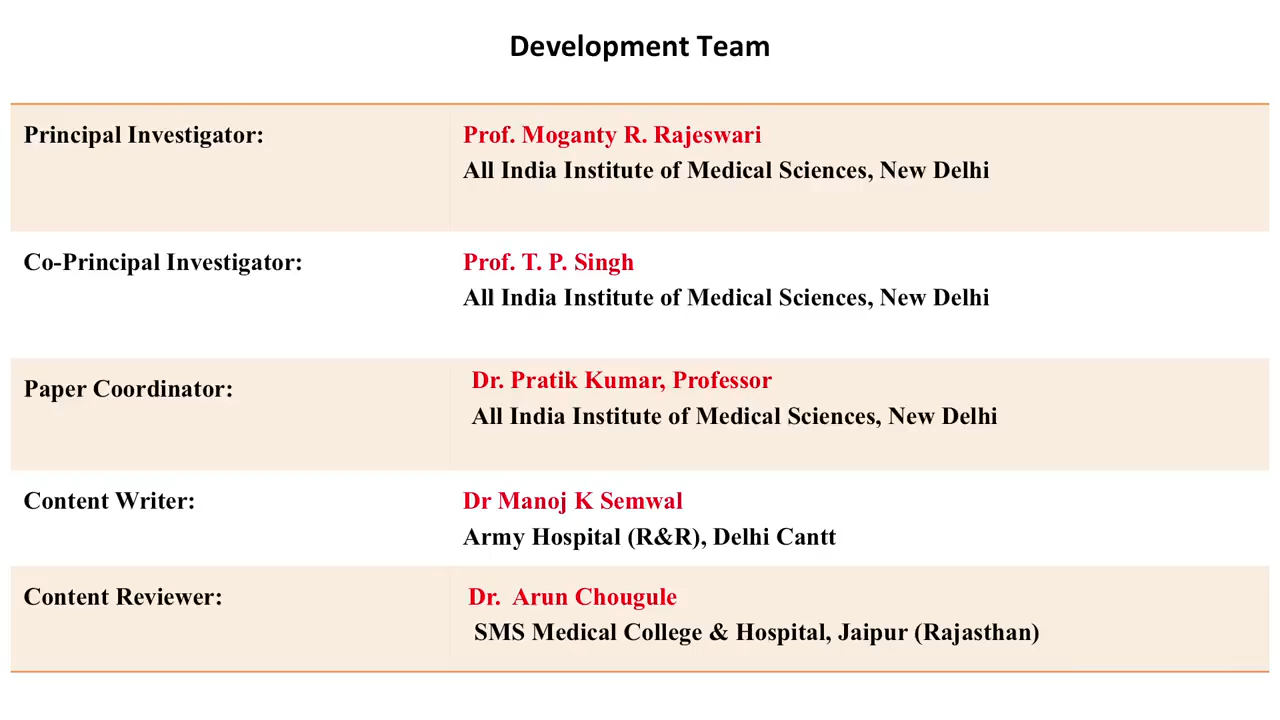 Development Team
Principal Investigator:
Prof. Moganty R. Rajeswari
All India Institute of Medical Sciences, New Delhi
Co-Principal Investigator:
Prof. T. P. Singh
All India Institute of Medical Sciences, New Delhi
Paper Coordinator:
Dr. Pratik Kumar, Professor
All India Institute of Medical Sciences, New Delhi
Content Writer:
Dr Manoj K Semwal
Army Hospital (R&R), Delhi Cantt
Content Reviewer:
Dr. Arun Chougule
SMS Medical College & Hospital, Jaipur (Rajasthan)